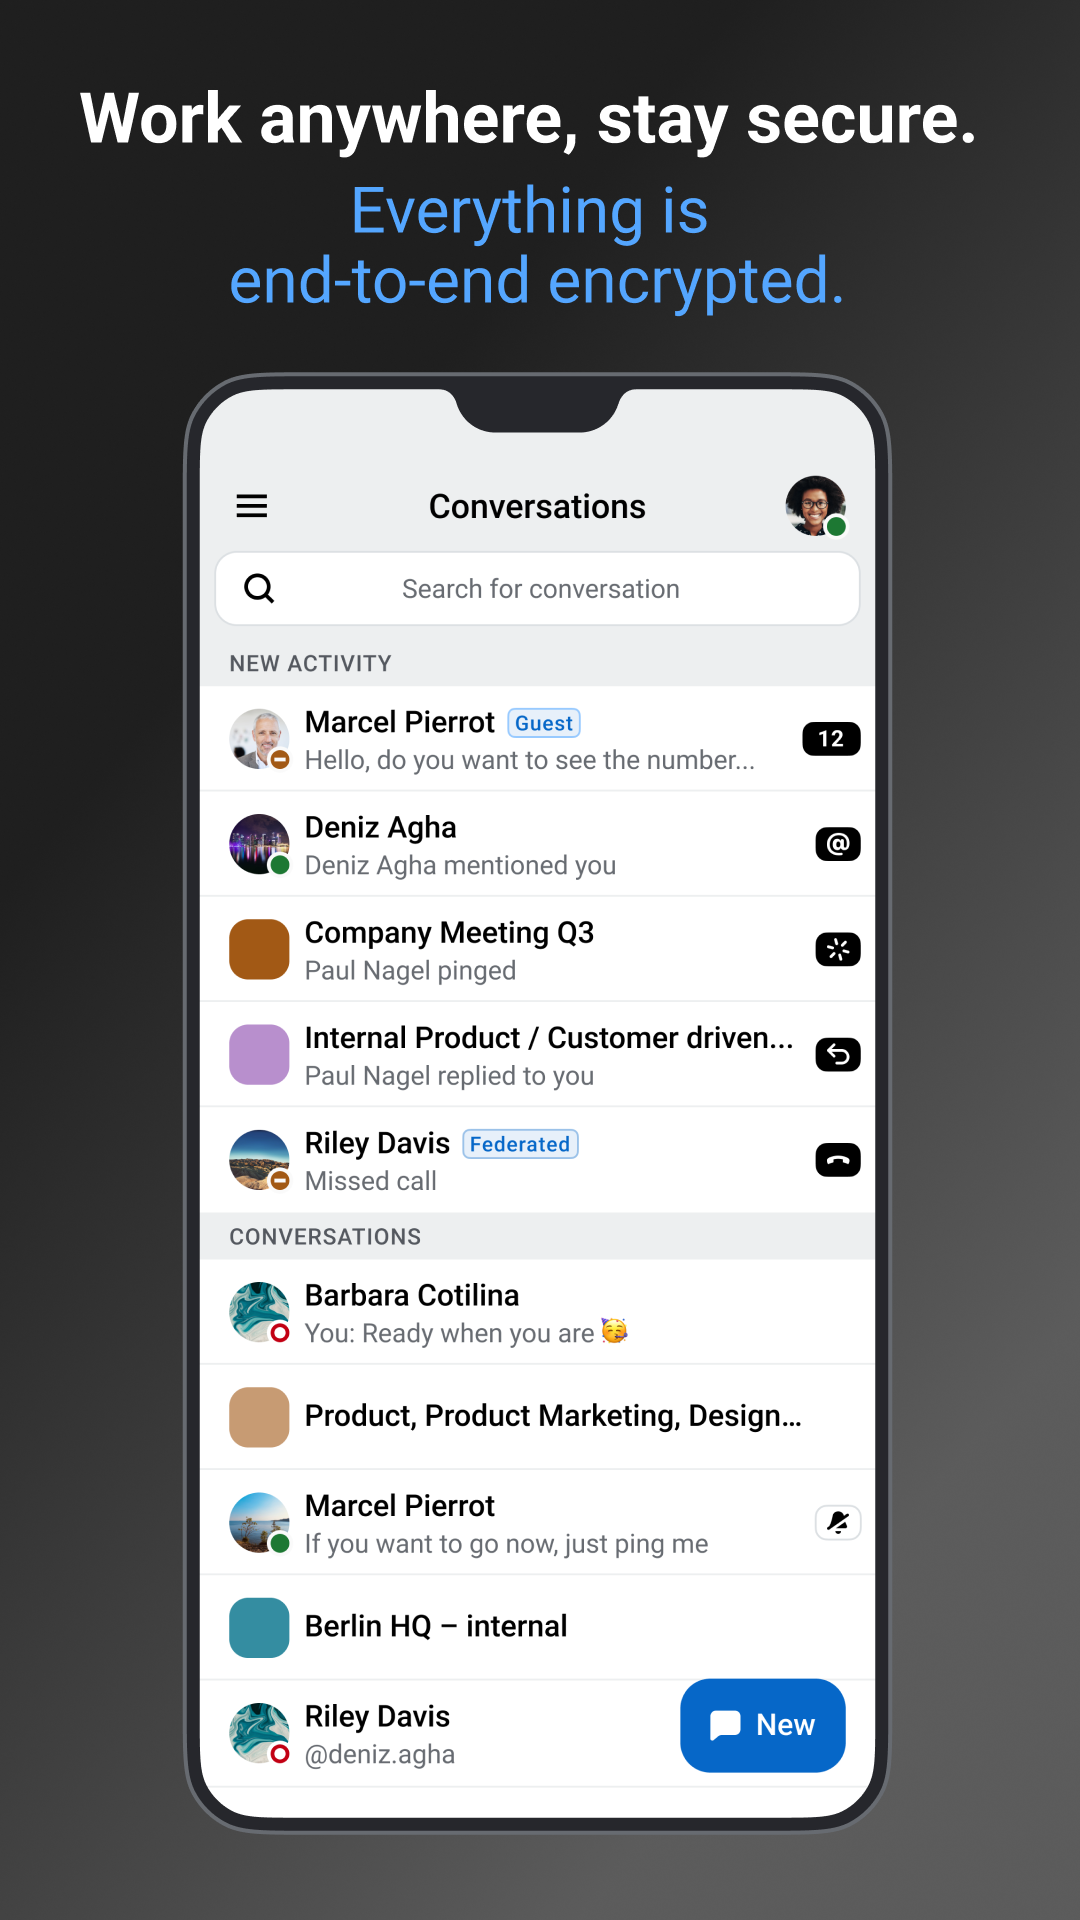 Work anywhere, stay secure.
Everything is
end-to-end encrypted.
Conversations
Search for conversation
NEW ACTIVITY
Marcel Pierrot Guest
Hello, do you want to see the number...
12
Deniz Agha
Deniz Agha mentioned you
@
Company Meeting Q3
Paul Nagel pinged
Internal Product / Customer driven...
Paul Nagel replied to you
Riley Davis Federated
Missed call
CONVERSATIONS
Barbara Cotilina
You: Ready when you are 🥳
Product, Product Marketing, Design...
Marcel Pierrot
If you want to go now, just ping me
Berlin HQ – internal
Riley Davis
@deniz.agha
New